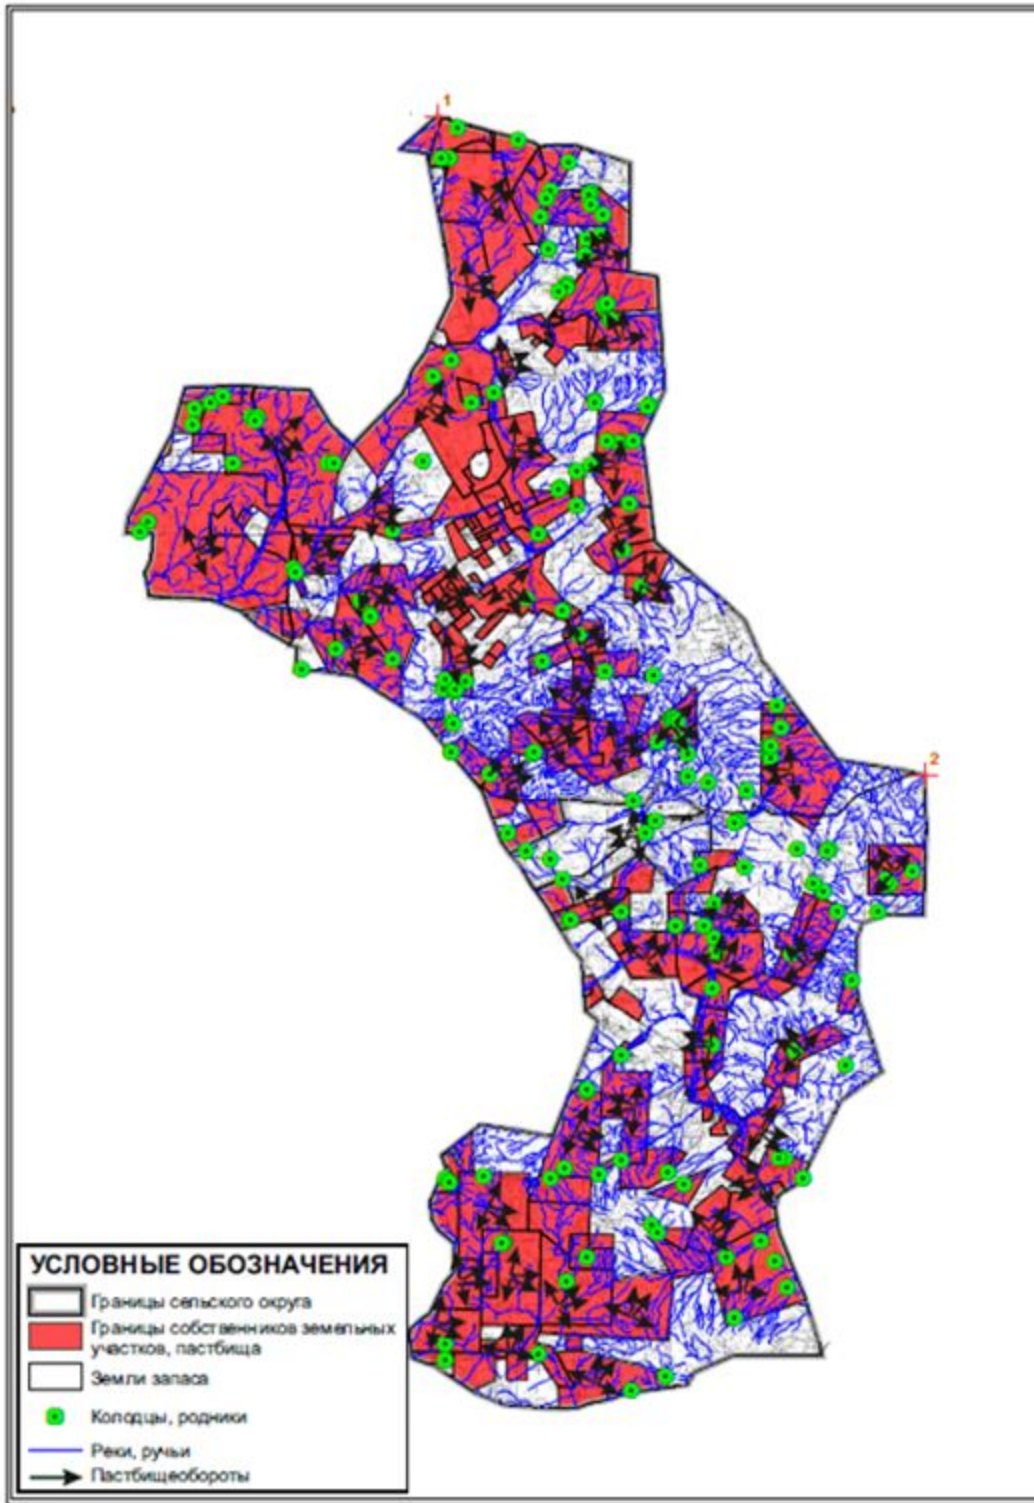 1
2
УСЛОВНЫЕ ОБОЗНАЧЕНИЯ
Границы сельского округа
Границы собственников земельных
участков, пастбища
Земли запаса
Колодцы, родники
Реки, ручьи
Пастбищеобороты